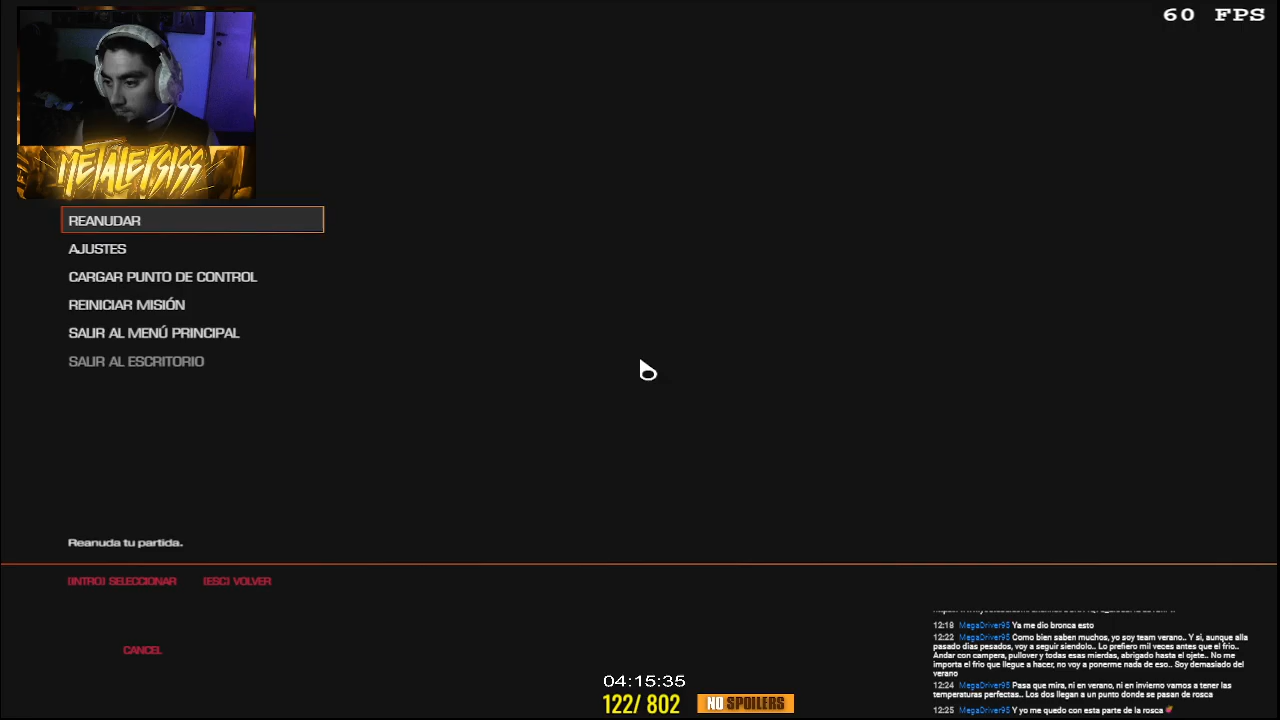 60 FPS
METALEPSISS
REANUDAR
AJUSTES
CARGAR PUNTO DE CONTROL
REINICIAR MISIÓN
SALIR AL MENÚ PRINCIPAL
SALIR AL ESCRITORIO
Reanuda tu partida.
[INTRO] SELECCIONAR [ESC] VOLVER
CANCEL
12:18 MegaDriver95 Ya me dio bronca esto
12:22 MegaDriver95 Como bien saben muchos, yo soy team verano.. Y si, aunque alla
pasado dias pesados, voy a seguir siendolo.. Lo prefiero mil veces antes que el frio..
Andar con campera, pullover y todas esas mierdas, abrigado hasta el ojete.. No me
importa el frio que llegue a hacer, no voy a ponerme nada de eso.. Soy demasiado del
verano
12:24 MegaDriver95 Pasa que mira, ni en verano, ni en invierno vamos a tener las
temperaturas perfectas.. Los dos llegan a un punto donde se pasan de rosca
12:25 MegaDriver95 Y yo me quedo con esta parte de la rosca
04:15:35
122/ 802 NO SPOILERS